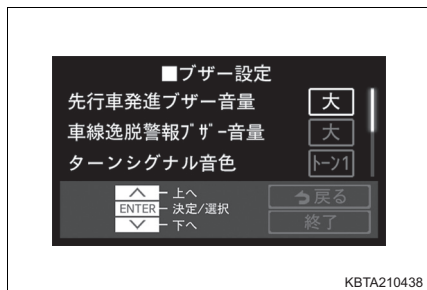 ■ブザー設定
先行車発進ブザー音量 大
車線逸脱警報ブザー音量 大
ターンシグナル音色 トーン1
上へ 戻る
ENTER 決定/選択
下へ 終了
KBTA210438